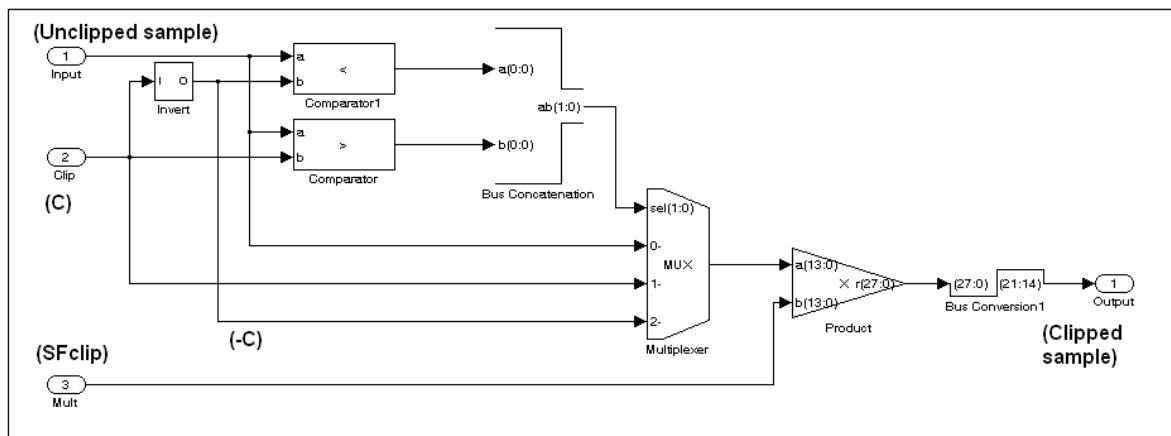 (Unclipped sample)
1
Input
I O
Invert
a
b
<
Comparator1
a(0:0)
ab(1:0)
a
b
>
Comparator
b(0:0)
Bus Concatenation
2
Clip
(C)
sel(1:0)
0-
MUX
1-
2-
Multiplexer
a(13:0)
× r(27:0)
b(13:0)
Product
(27:0) (21:14)
Bus Conversion1
1
Output
(Clipped
sample)
(-C)
(SFclip)
3
Mult